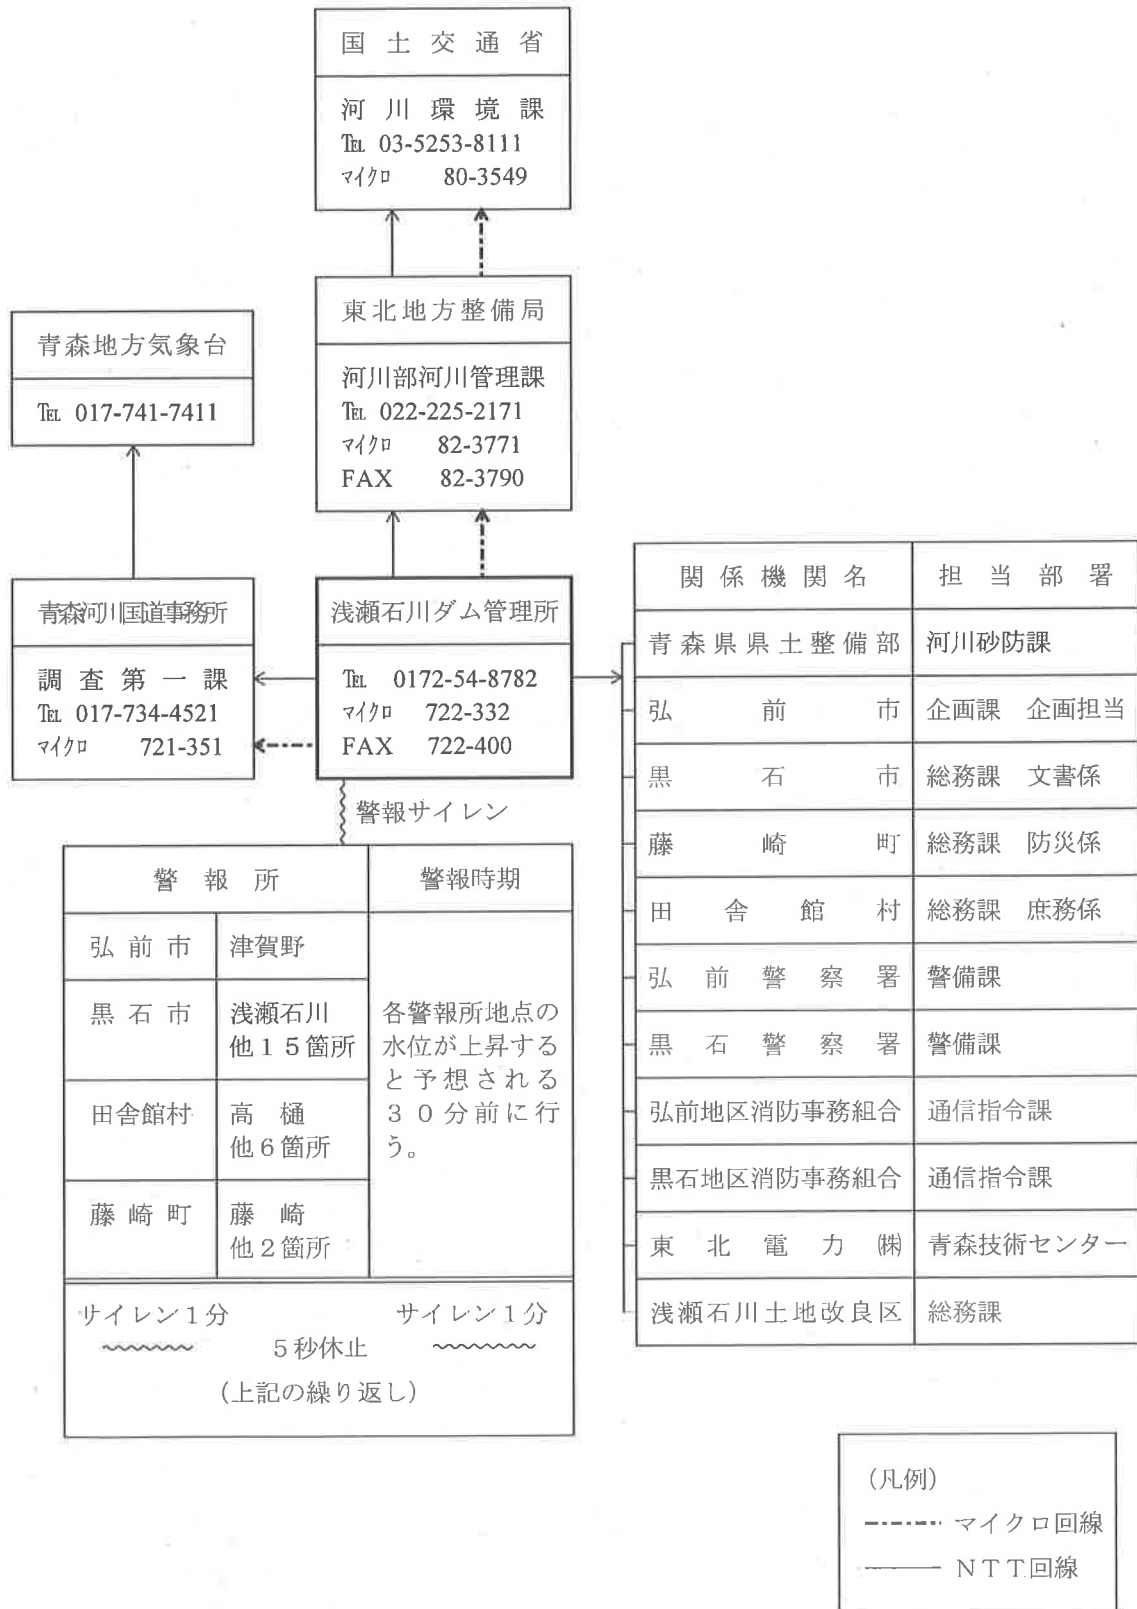 国土交通省
河川環境課
℡ 03-5253-8111
ﾏｲｸﾛ 80-3549
東北地方整備局
河川部河川管理課
℡ 022-225-2171
ﾏｲｸﾛ 82-3771
FAX 82-3790
青森地方気象台
℡ 017-741-7411
青森河川国道事務所
調査第一課
℡ 017-734-4521
ﾏｲｸﾛ 721-351
浅瀬石川ダム管理所
℡ 0172-54-8782
ﾏｲｸﾛ 722-332
FAX 722-400
警報サイレン
関係機関名 担当部署
青森県県土整備部 河川砂防課
弘前市 企画課 企画担当
黒石市 総務課 文書係
藤崎町 総務課 防災係
田舎館村 総務課 庶務係
弘前警察署 警備課
黒石警察署 警備課
弘前地区消防事務組合 通信指令課
黒石地区消防事務組合 通信指令課
東北電力㈱ 青森技術センター
浅瀬石川土地改良区 総務課
警報所 警報時期
弘前市 津賀野
黒石市 浅瀬石川
他１５箇所
田舎館村 高樋
他６箇所
藤崎町 藤崎
他２箇所
各警報所地点の
水位が上昇する
と予想される
３０分前に行
う。
サイレン１分 サイレン１分
５秒休止
(上記の繰り返し)
(凡例)
マイクロ回線
ＮＴＴ回線